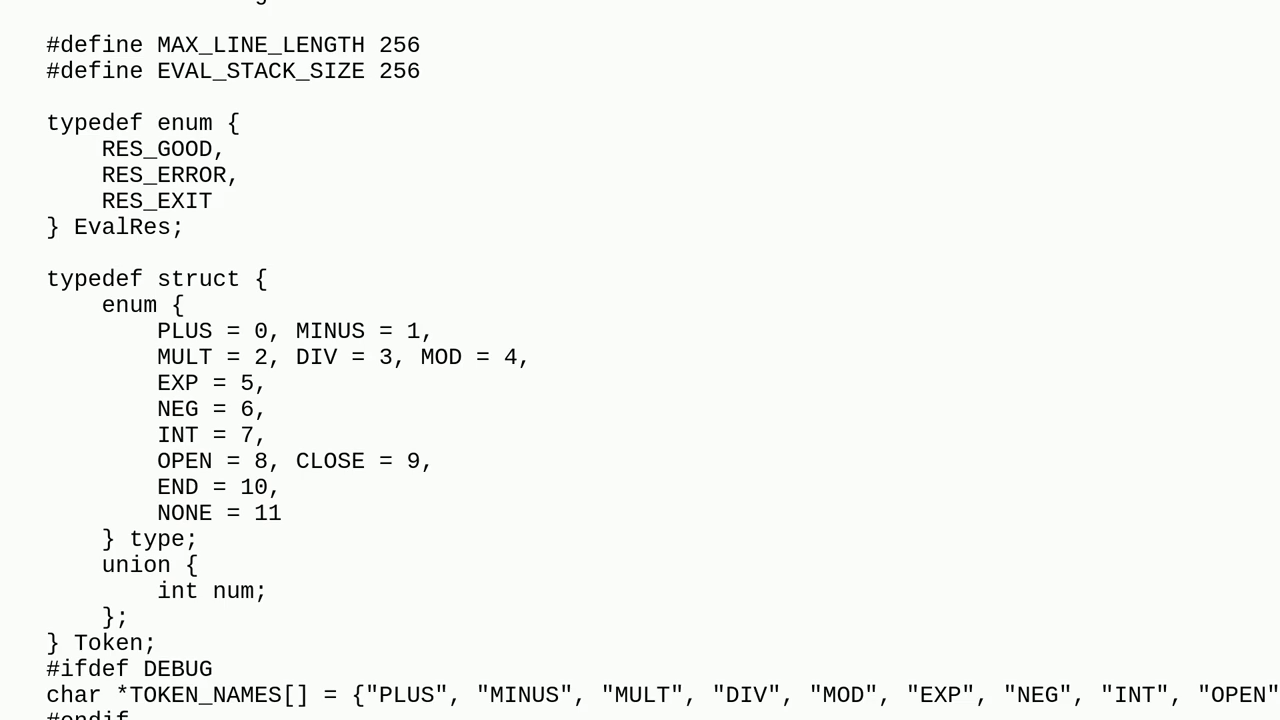 #define MAX_LINE_LENGTH 256
#define EVAL_STACK_SIZE 256
typedef enum {
RES_GOOD,
RES_ERROR,
RES_EXIT
} EvalRes;
typedef struct {
enum {
PLUS = 0, MINUS = 1,
MULT = 2, DIV = 3, MOD = 4,
EXP = 5,
NEG = 6,
INT = 7,
OPEN = 8, CLOSE = 9,
END = 10,
NONE = 11
} type;
union {
int num;
};
} Token;
#ifdef DEBUG
char *TOKEN_NAMES[] = {"PLUS", "MINUS", "MULT", "DIV", "MOD", "EXP", "NEG", "INT", "OPEN"
#endif